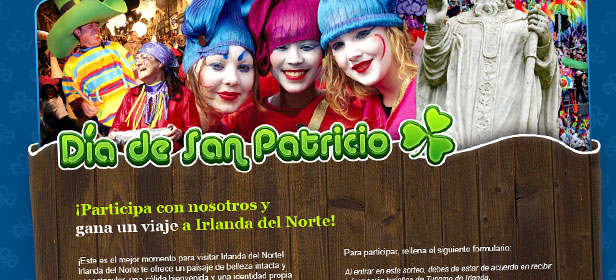 Día de San Patricio
¡Participa con nosotros y
gana un viaje a Irlanda del Norte!
¡Este es el mejor momento para visitar Irlanda del Norte!
Irlanda del Norte te ofrece un paisaje de belleza intacta y
una cálida bienvenida y una identidad propia
Para participar, rellena el siguiente formulario:
Al entrar en este sorteo, debes de estar de acuerdo en recibir
de Turismo de Irlanda.